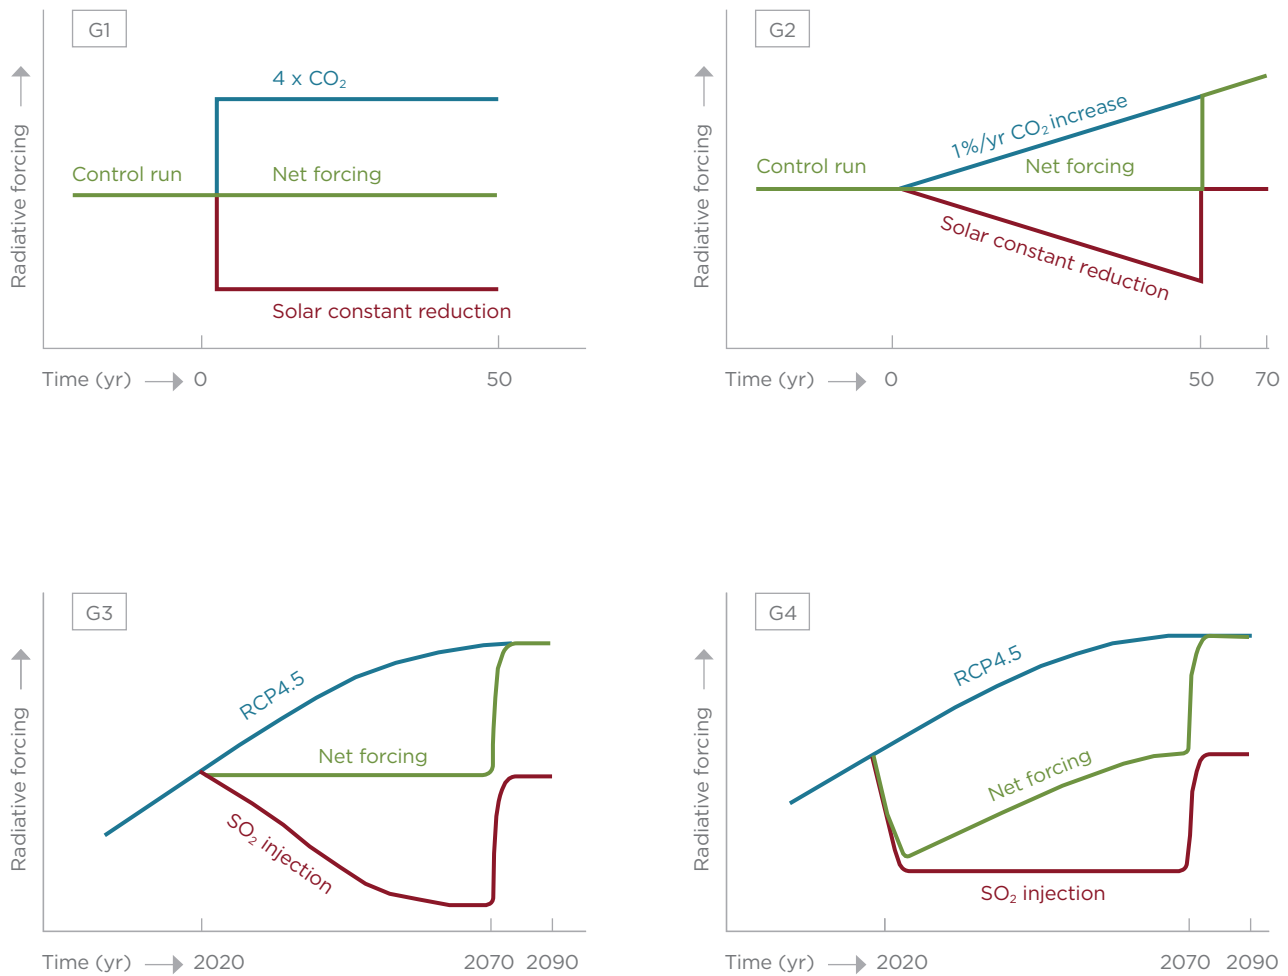 G1
4 x CO₂
Control run
Net forcing
Solar constant reduction
Radiative forcing
Time (yr) 0 50
G2
1%/yr CO₂ increase
Control run
Net forcing
Solar constant reduction
Radiative forcing
Time (yr) 0 50 70
G3
RCP4.5
Net forcing
SO₂ injection
Radiative forcing
Time (yr) 2020 2070 2090
G4
RCP4.5
Net forcing
SO₂ injection
Radiative forcing
Time (yr) 2020 2070 2090